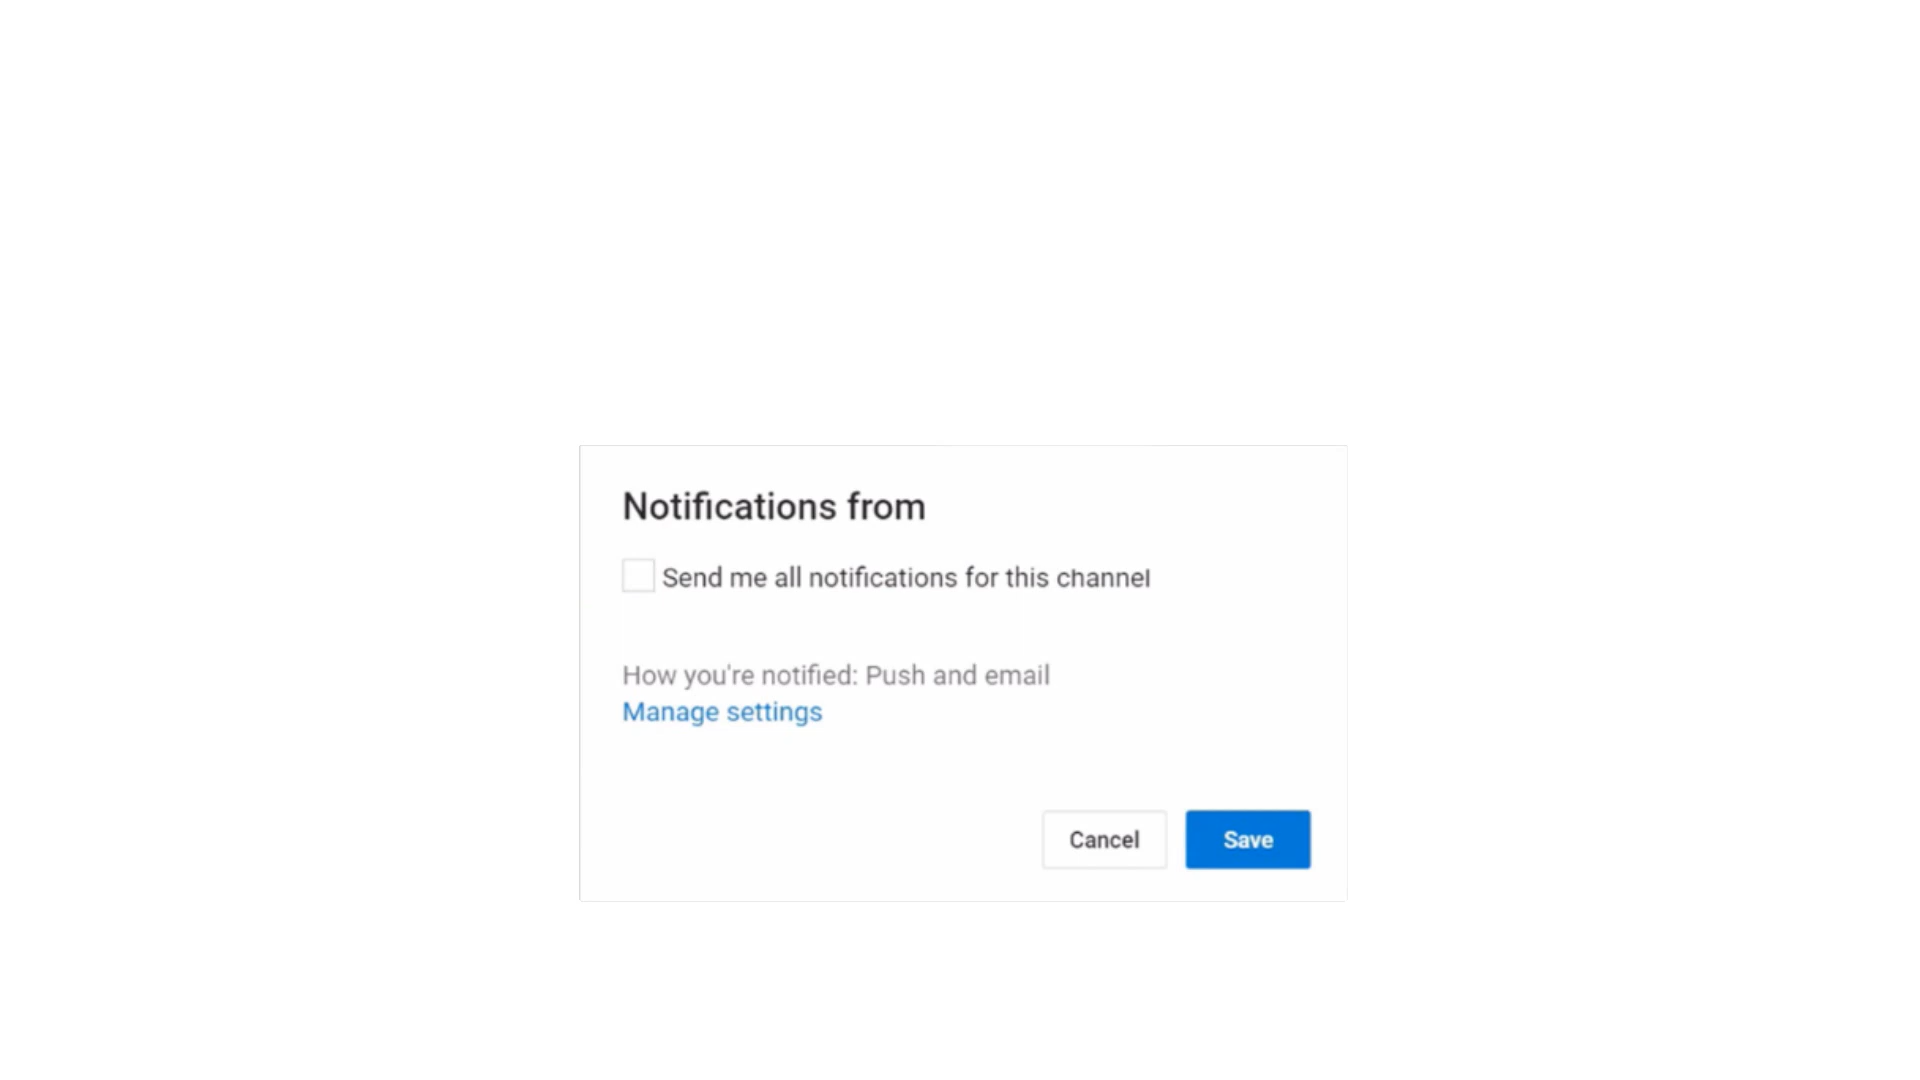 Notifications from
Send me all notifications for this channel
How you're notified: Push and email
Manage settings
Cancel
Save